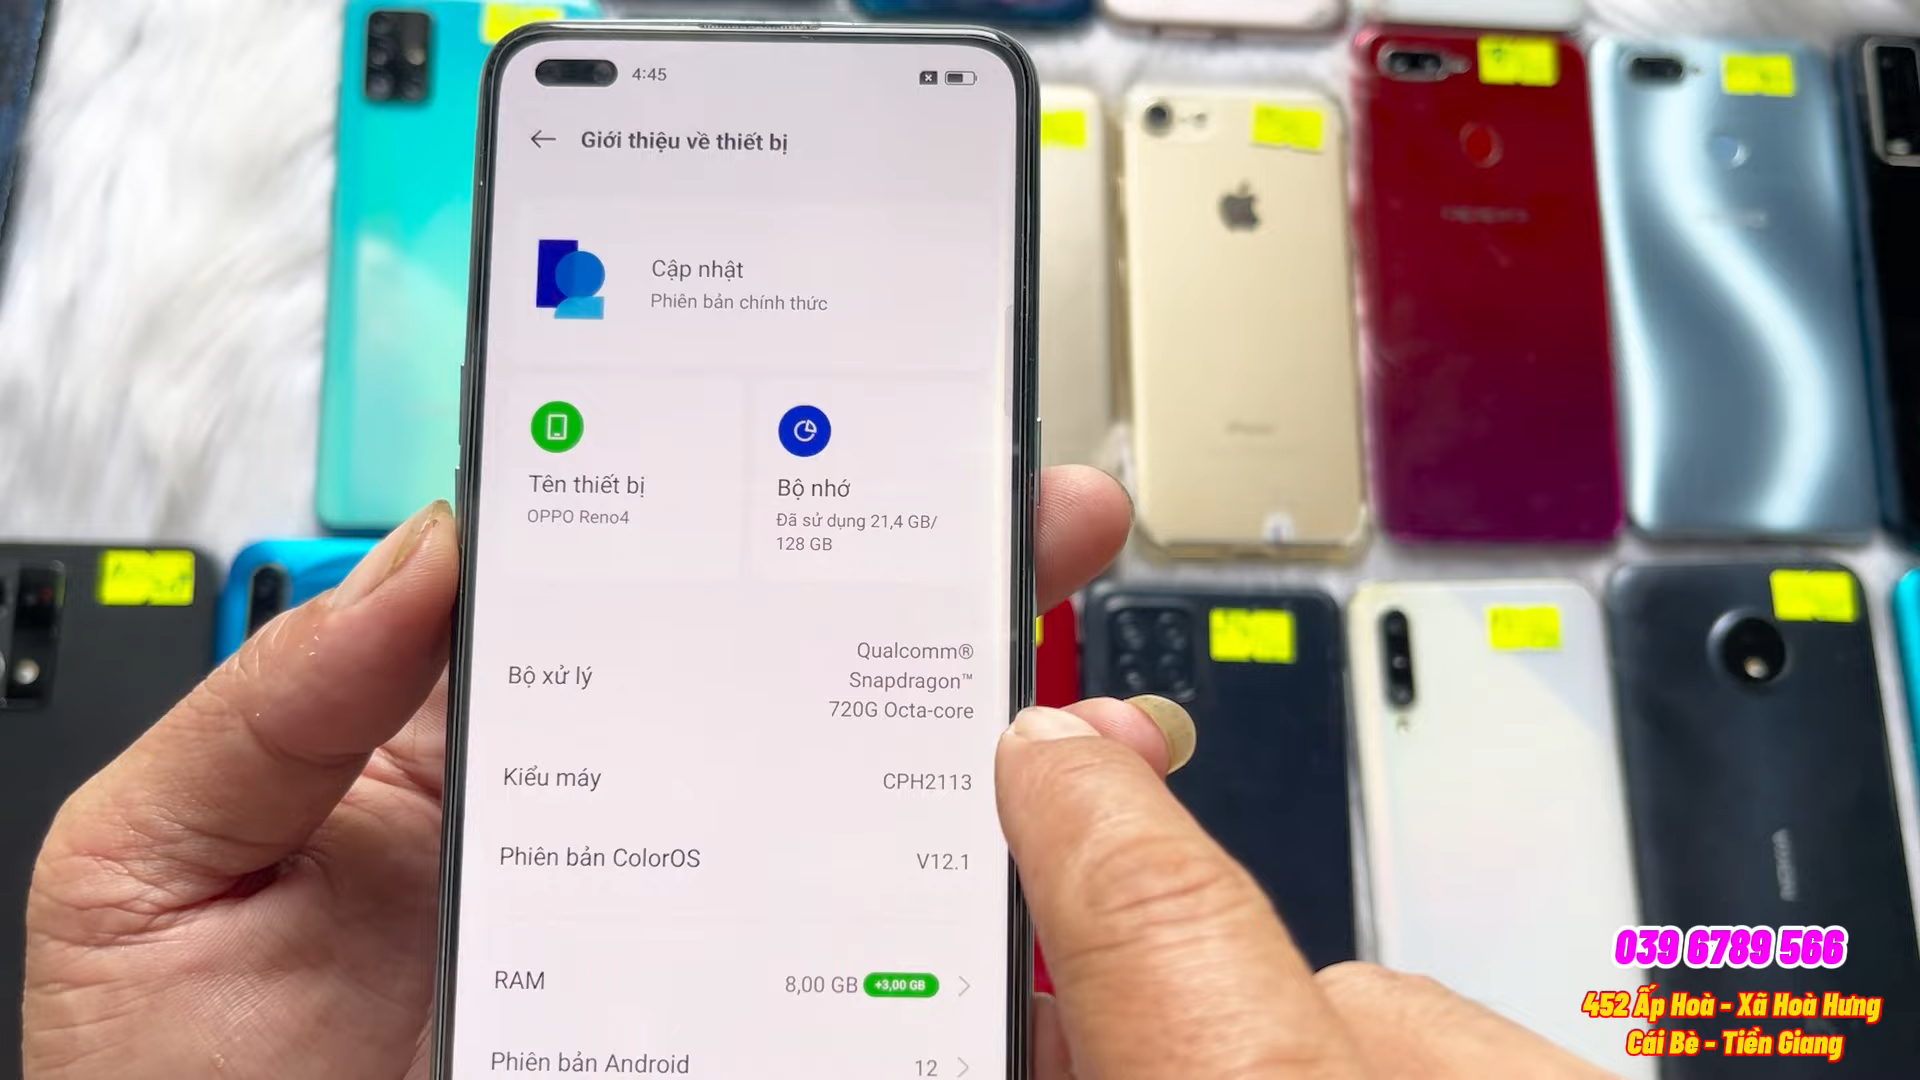 4:45
Giới thiệu về thiết bị
Cập nhật
Phiên bản chính thức
Tên thiết bị
OPPO Reno4
Bộ nhớ
Đã sử dụng 21,4 GB/
128 GB
Bộ xử lý
Qualcomm®
Snapdragon™
720G Octa-core
Kiểu máy
CPH2113
Phiên bản ColorOS
V12.1
RAM
8,00 GB
+3,00 GB
Phiên bản Android
12
NOKIA
039 6789 566
452 Ấp Hoà - Xã Hoà Hưng
Cái Bè - Tiền Giang